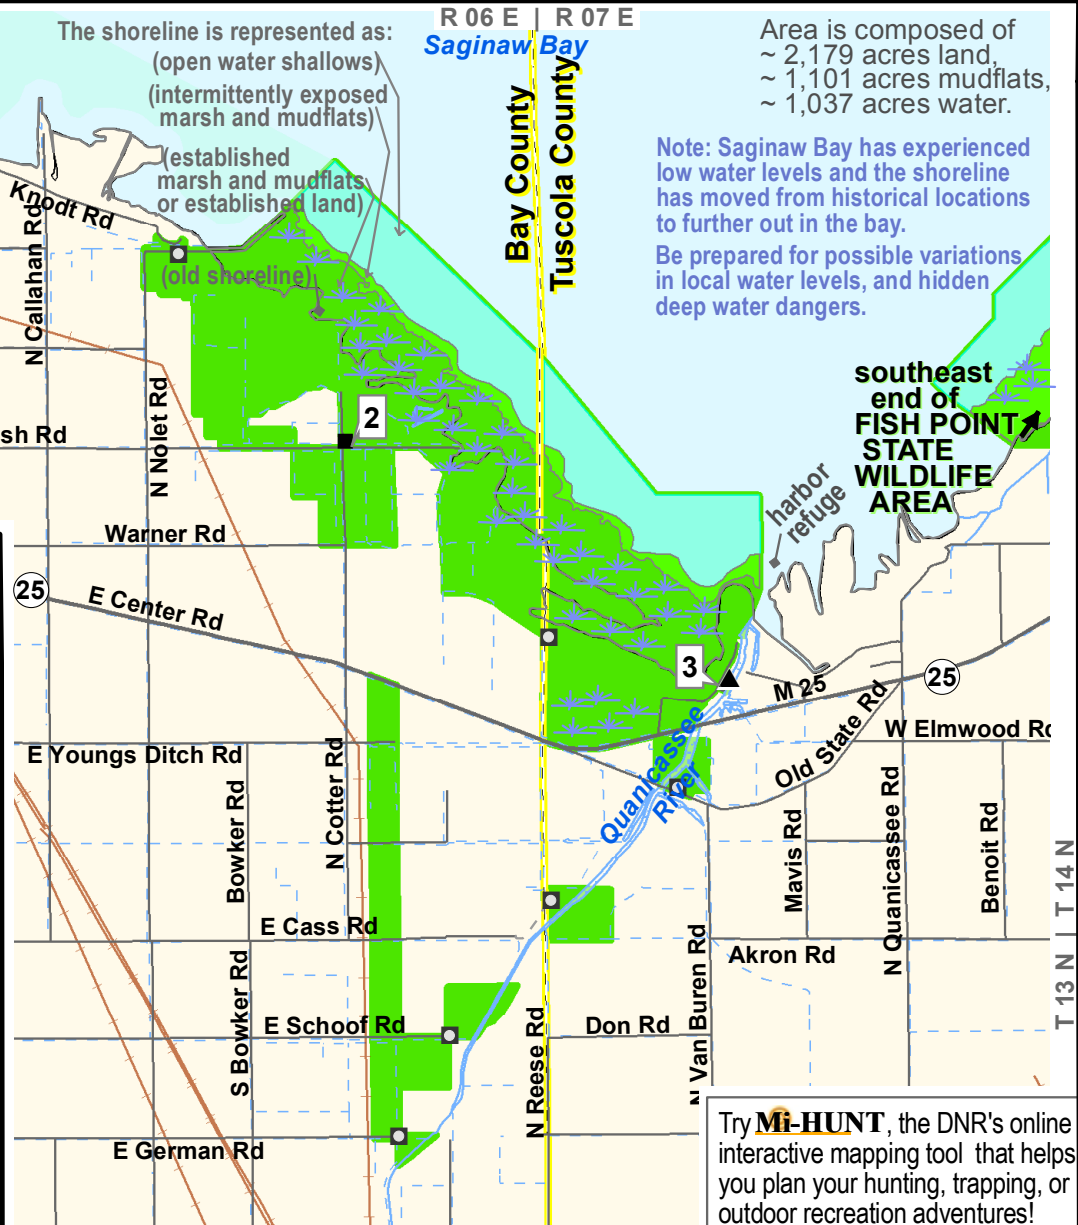 R 06 E | R 07 E
The shoreline is represented as:
(open water shallows)
(intermittently exposed
marsh and mudflats)
(established
marsh and mudflats
or established land)
(old shoreline)
Saginaw Bay
Bay County
Tuscola County
Area is composed of
~ 2,179 acres land,
~ 1,101 acres mudflats,
~ 1,037 acres water.
Note: Saginaw Bay has experienced
low water levels and the shoreline
has moved from historical locations
to further out in the bay.
Be prepared for possible variations
in local water levels, and hidden
deep water dangers.
Knodt Rd
N Callahan Rd
southeast
end of
FISH POINT
STATE
WILDLIFE
AREA
2
sh Rd
N Nolet Rd
harbor
refuge
Warner Rd
25
E Center Rd
3
M 25
25
Old State Rd
W Elmwood Rd
E Youngs Ditch Rd
Quanicassee
River
Bowker Rd
N Cotter Rd
Mavis Rd
N Quanicassee Rd
Benoit Rd
E Cass Rd
Akron Rd
T 13 N | T 14 N
S Bowker Rd
E Schoof Rd
N Reese Rd
Don Rd
N Van Buren Rd
E German Rd
Try Mi-HUNT, the DNR's online
interactive mapping tool that helps
you plan your hunting, trapping, or
outdoor recreation adventures!